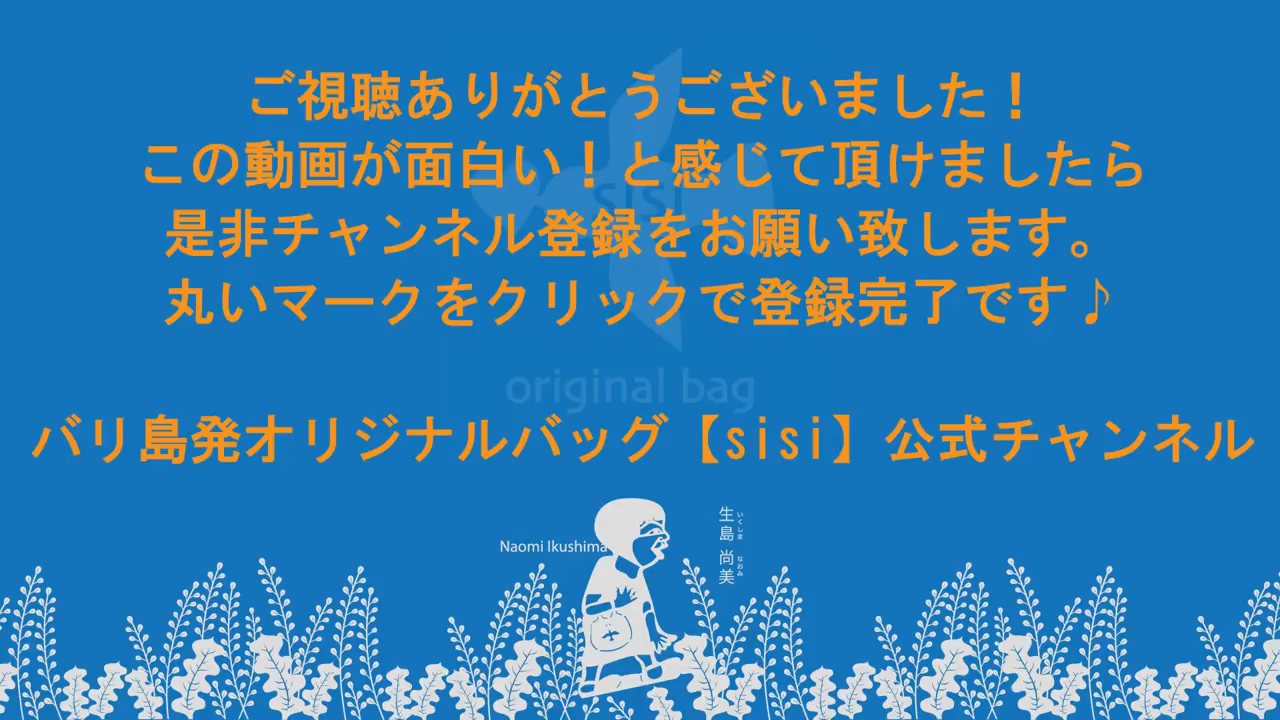 ご視聴ありがとうございました！
この動画が面白い！と感じて頂けましたら
是非チャンネル登録をお願い致します。
丸いマークをクリックで登録完了です♪
sisi
original bag
バリ島発オリジナルバッグ【sisi】公式チャンネル
Naomi Ikushima
生島 尚美
いくしま なおみ